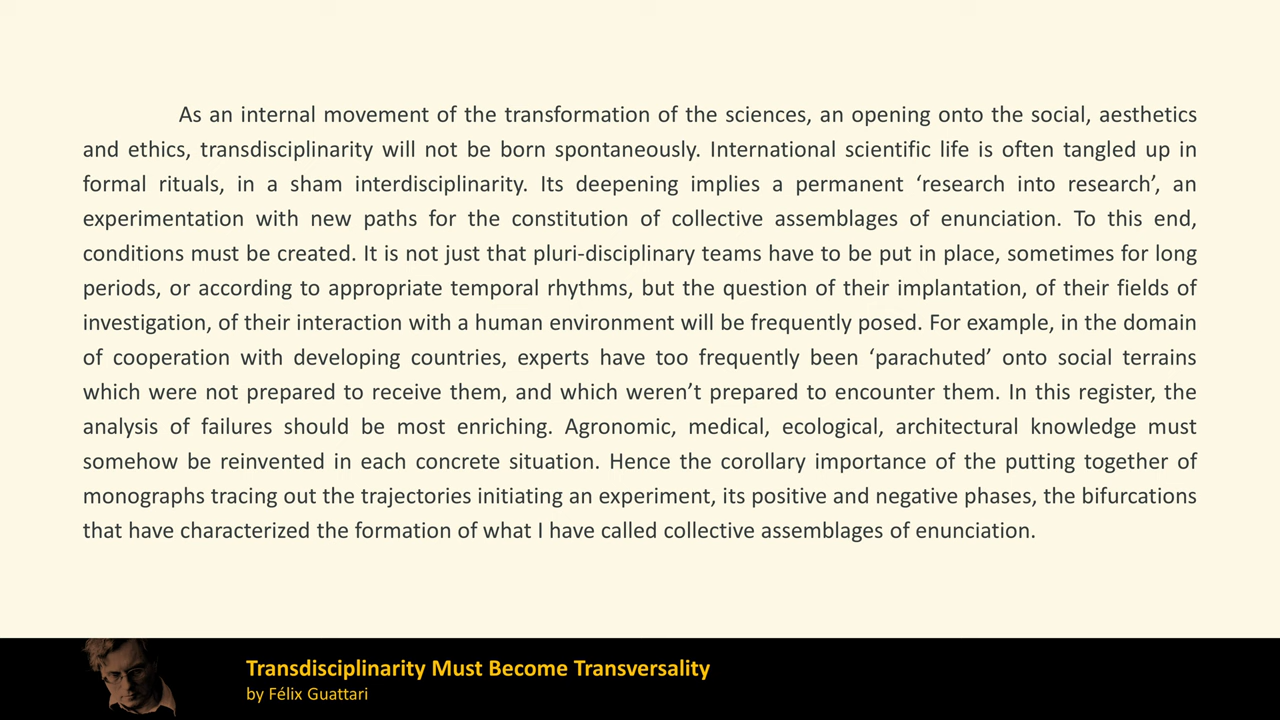 As an internal movement of the transformation of the sciences, an opening onto the social, aesthetics
and ethics, transdisciplinarity will not be born spontaneously. International scientific life is often tangled up in
formal rituals, in a sham interdisciplinarity. Its deepening implies a permanent ‘research into research’, an
experimentation with new paths for the constitution of collective assemblages of enunciation. To this end,
conditions must be created. It is not just that pluri-disciplinary teams have to be put in place, sometimes for long
periods, or according to appropriate temporal rhythms, but the question of their implantation, of their fields of
investigation, of their interaction with a human environment will be frequently posed. For example, in the domain
of cooperation with developing countries, experts have too frequently been ‘parachuted’ onto social terrains
which were not prepared to receive them, and which weren’t prepared to encounter them. In this register, the
analysis of failures should be most enriching. Agronomic, medical, ecological, architectural knowledge must
somehow be reinvented in each concrete situation. Hence the corollary importance of the putting together of
monographs tracing out the trajectories initiating an experiment, its positive and negative phases, the bifurcations
that have characterized the formation of what I have called collective assemblages of enunciation.
Transdisciplinarity Must Become Transversality
by Félix Guattari